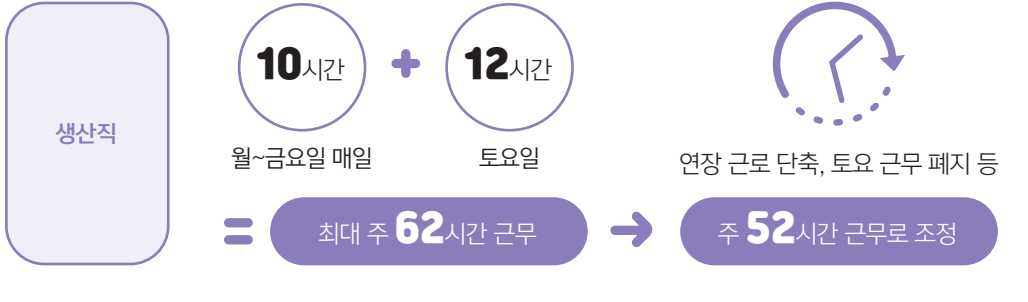 생산직
10시간 + 12시간
월~금요일 매일
토요일
연장 근로 단축, 토요 근무 폐지 등
= 최대 주 62시간 근무 → 주 52시간 근무로 조정